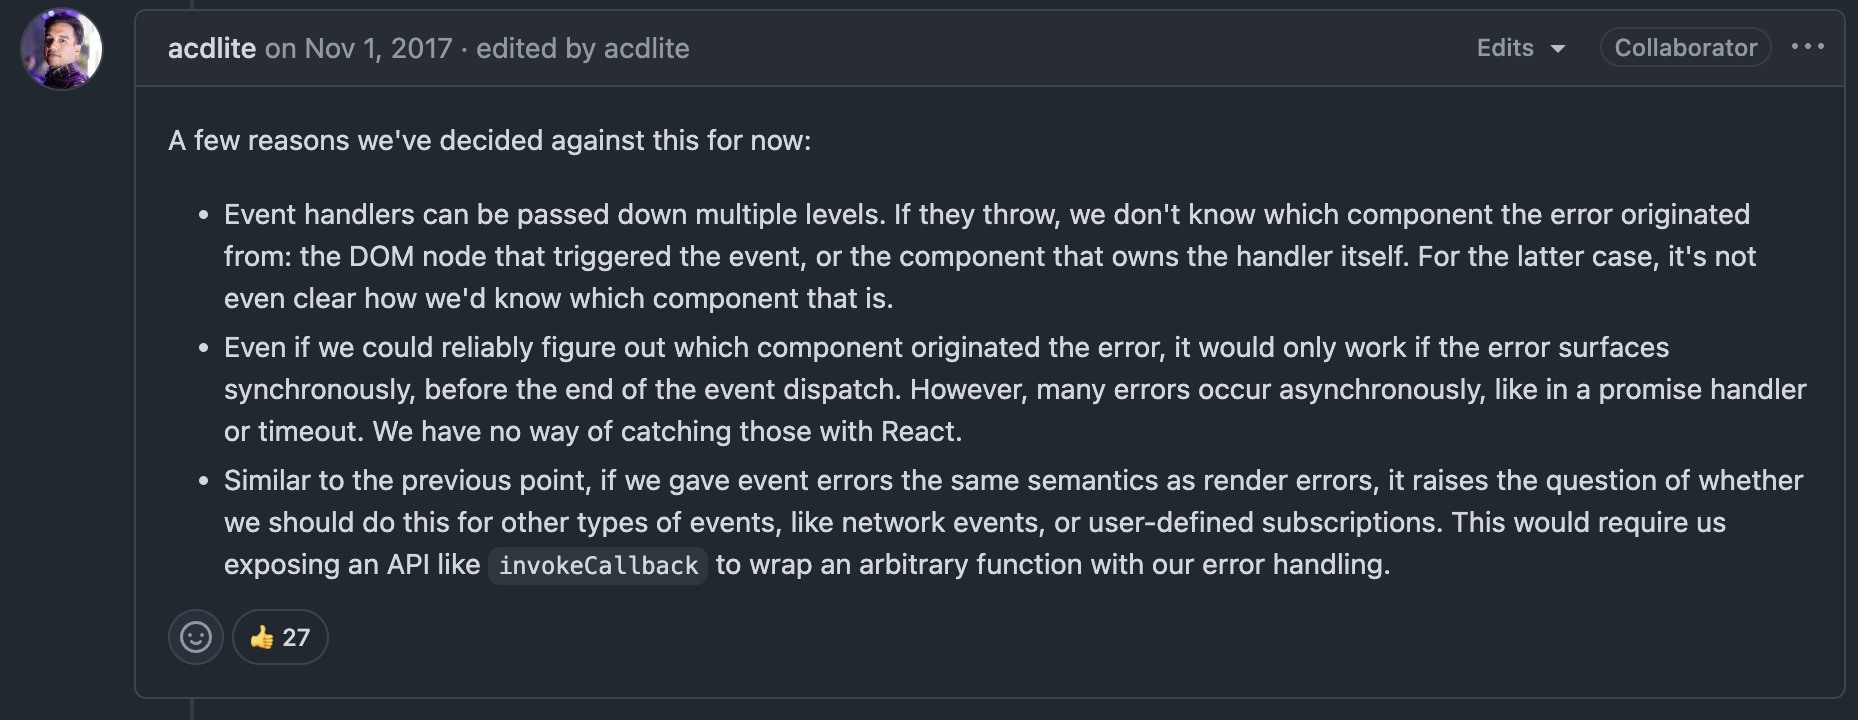 acdlite on Nov 1, 2017 · edited by acdlite Edits Collaborator
A few reasons we've decided against this for now:
• Event handlers can be passed down multiple levels. If they throw, we don't know which component the error originated
from: the DOM node that triggered the event, or the component that owns the handler itself. For the latter case, it's not
even clear how we'd know which component that is.
• Even if we could reliably figure out which component originated the error, it would only work if the error surfaces
synchronously, before the end of the event dispatch. However, many errors occur asynchronously, like in a promise handler
or timeout. We have no way of catching those with React.
• Similar to the previous point, if we gave event errors the same semantics as render errors, it raises the question of whether
we should do this for other types of events, like network events, or user-defined subscriptions. This would require us
exposing an API like invokeCallback to wrap an arbitrary function with our error handling.
👍 27